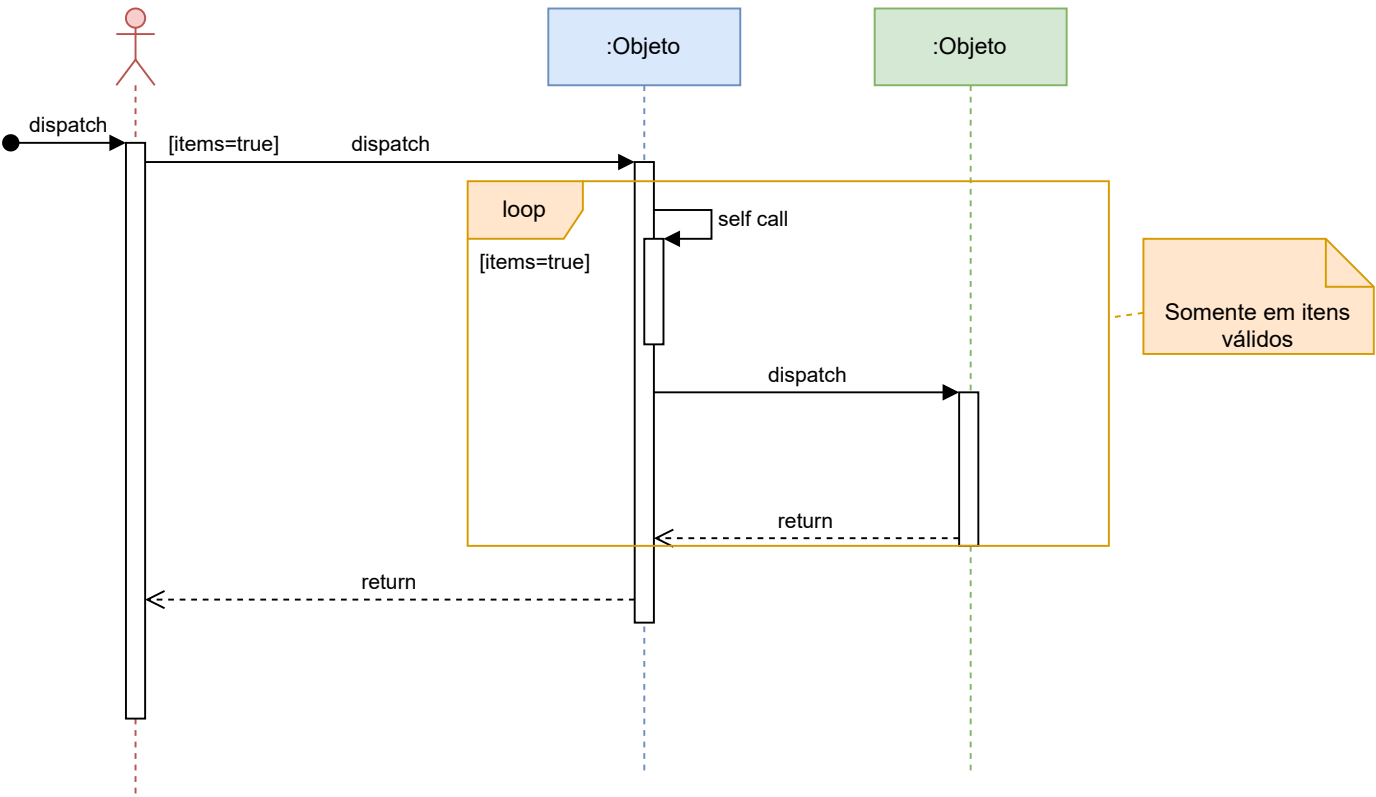 :Objeto
:Objeto
dispatch
[items=true]
dispatch
loop
self call
[items=true]
Somente em itens
válidos
dispatch
return
return